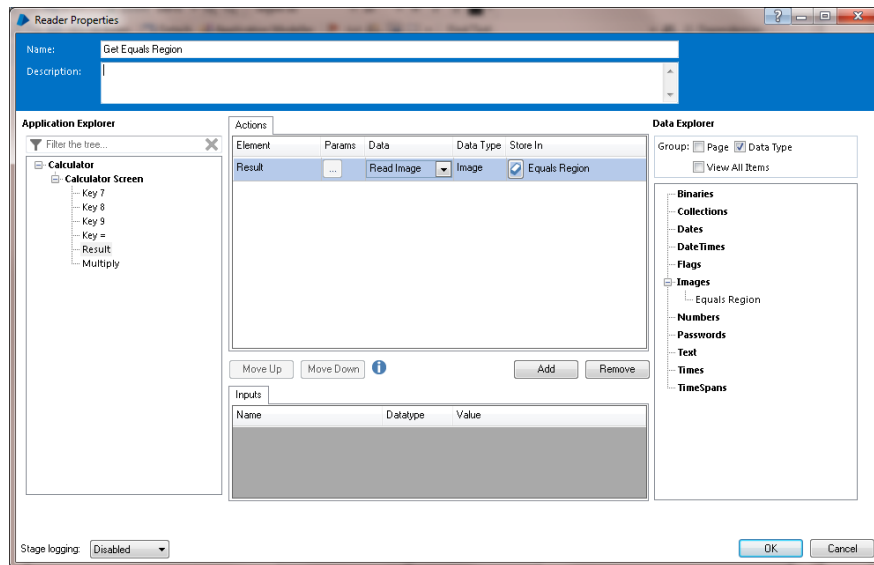 Reader Properties
Name: Get Equals Region
Description:
Application Explorer
Filter the tree...
Calculator
Calculator Screen
Key 7
Key 8
Key 9
Key =
Result
Multiply
Actions
Element Params Data Data Type Store In
Result ... Read Image Image Equals Region
Move Up Move Down Add Remove
Inputs
Name Datatype Value
Data Explorer
Group: Page Data Type
View All Items
Binaries
Collections
Dates
DateTimes
Flags
Images
Equals Region
Numbers
Passwords
Text
Times
TimeSpans
Stage logging: Disabled
OK Cancel